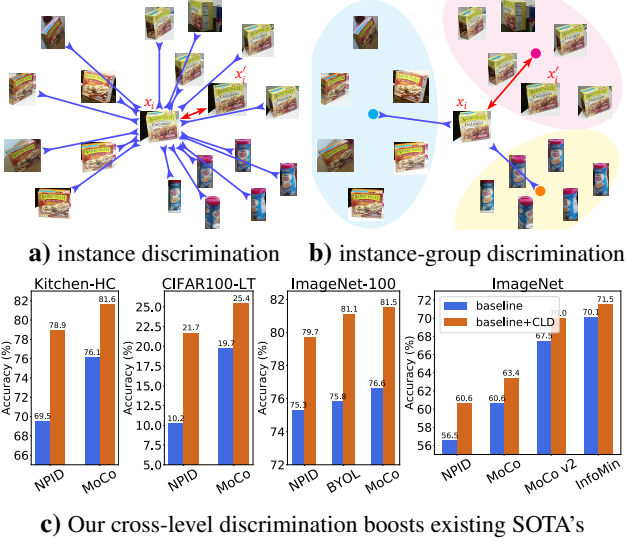 x_i x_i'
x_i x_i'
a) instance discrimination b) instance-group discrimination
Kitchen-HC CIFAR100-LT ImageNet-100 ImageNet
Accuracy (%)
82
80
78
76
74
72
70
68
66
69.5 78.9 76.1 81.6
NPID MoCo
Accuracy (%)
25.0
22.5
20.0
17.5
15.0
12.5
10.0
7.5
5.0
10.2 21.7 19.7 25.4
NPID MoCo
Accuracy (%)
82
80
78
76
74
72
75.3 79.7 75.8 81.1 76.6 81.5
NPID BYOL MoCo
Accuracy (%)
72
70
68
66
64
62
60
58
56
baseline
baseline+CLD
56.5 60.6 60.6 63.4 67.5 70.0 70.1 71.5
NPID MoCo MoCo v2 InfoMin
c) Our cross-level discrimination boosts existing SOTA's